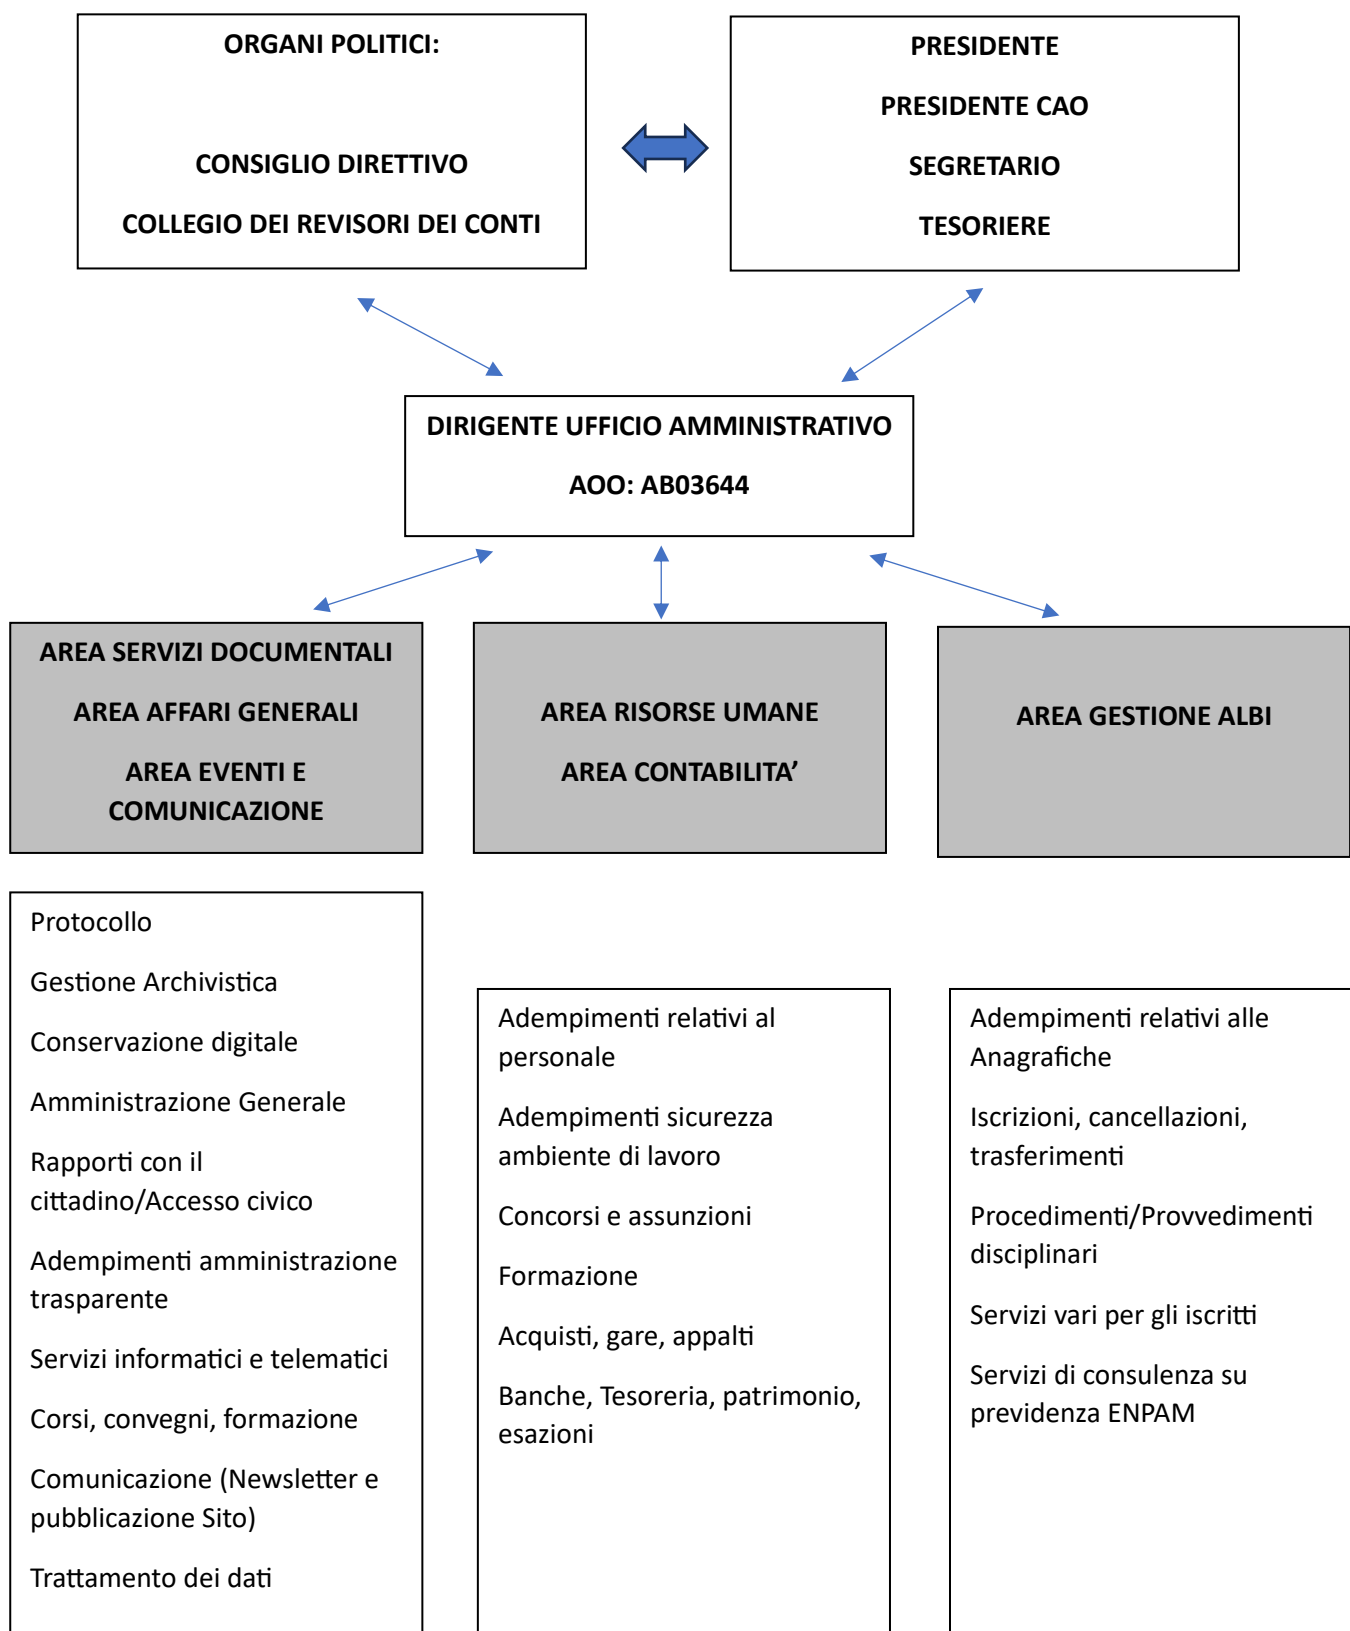 ORGANI POLITICI:
CONSIGLIO DIRETTIVO
COLLEGIO DEI REVISORI DEI CONTI
PRESIDENTE
PRESIDENTE CAO
SEGRETARIO
TESORIERE
DIRIGENTE UFFICIO AMMINISTRATIVO
AOO: AB03644
AREA SERVIZI DOCUMENTALI
AREA AFFARI GENERALI
AREA EVENTI E
COMUNICAZIONE
AREA RISORSE UMANE
AREA CONTABILITA’
AREA GESTIONE ALBI
Protocollo
Gestione Archivistica
Conservazione digitale
Amministrazione Generale
Rapporti con il
cittadino/Accesso civico
Adempimenti amministrazione
trasparente
Servizi informatici e telematici
Corsi, convegni, formazione
Comunicazione (Newsletter e
pubblicazione Sito)
Trattamento dei dati
Adempimenti relativi al
personale
Adempimenti sicurezza
ambiente di lavoro
Concorsi e assunzioni
Formazione
Acquisti, gare, appalti
Banche, Tesoreria, patrimonio,
esazioni
Adempimenti relativi alle
Anagrafiche
Iscrizioni, cancellazioni,
trasferimenti
Procedimenti/Provvedimenti
disciplinari
Servizi vari per gli iscritti
Servizi di consulenza su
previdenza ENPAM